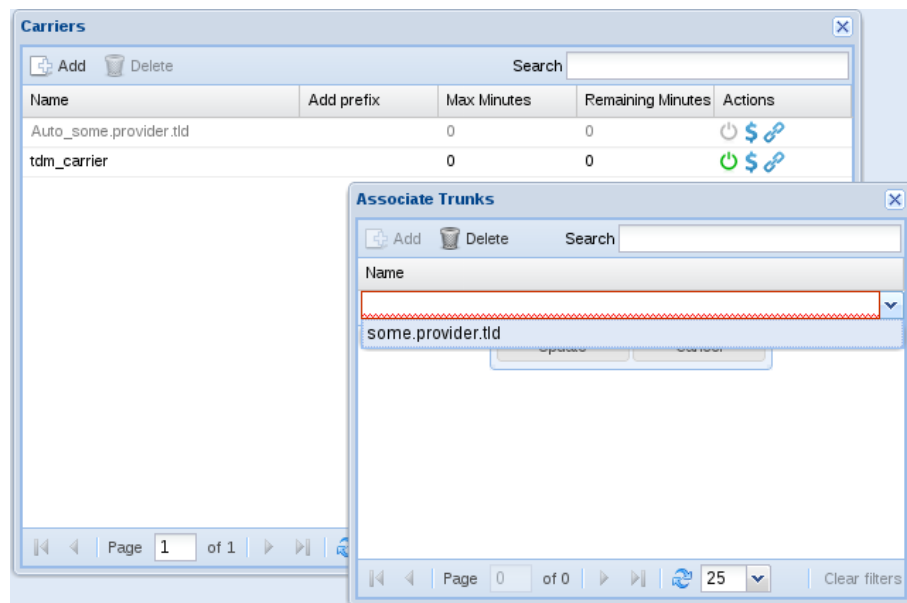 Carriers
Add Delete Search
Name Add prefix Max Minutes Remaining Minutes Actions
Auto_some.provider.tld 0 0
tdm_carrier 0 0
Associate Trunks
Add Delete Search
Name
some.provider.tld
Update Cancel
Page 1 of 1
Page 0 of 0 25 Clear filters